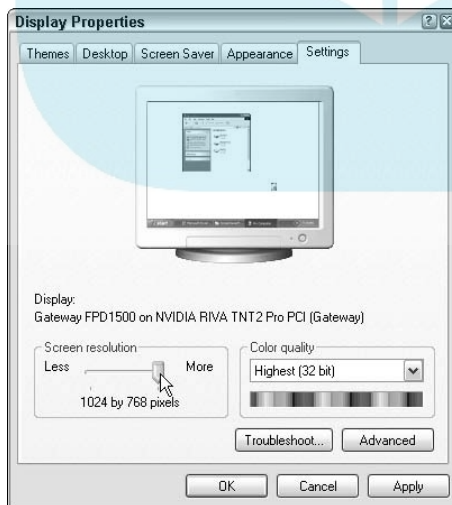 Display Properties
Themes Desktop Screen Saver Appearance Settings
start
Display:
Gateway FPD1500 on NVIDIA RIVA TNT2 Pro PCI (Gateway)
Screen resolution
Less More
1024 by 768 pixels
Color quality
Highest (32 bit)
Troubleshoot... Advanced
OK Cancel Apply